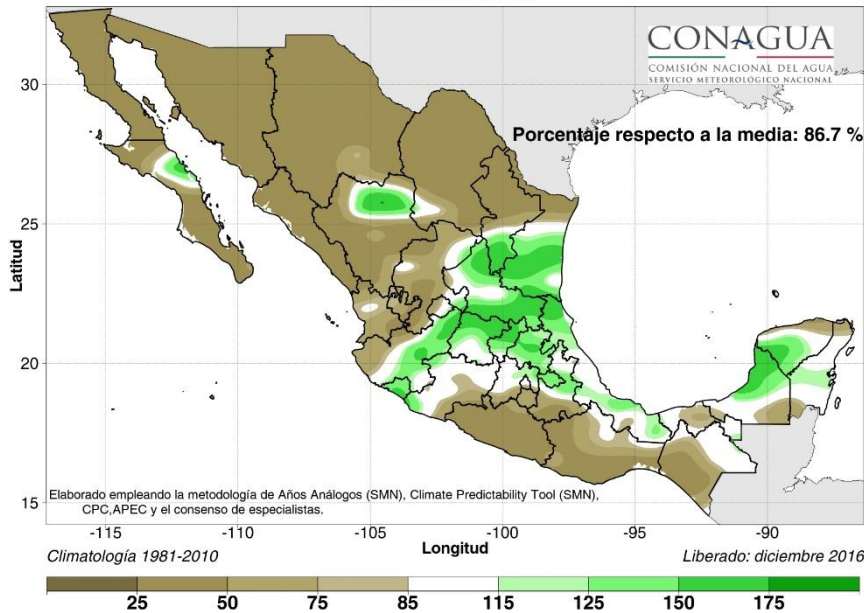 CONAGUA
COMISIÓN NACIONAL DEL AGUA
SERVICIO METEOROLÓGICO NACIONAL
Porcentaje respecto a la media: 86.7 %
30
25
20
15
Latitud
Elaborado empleando la metodología de Años Análogos (SMN), Climate Predictability Tool (SMN),
CPC,APEC y el consenso de especialistas.
-115 -110 -105 -100 -95 -90
Longitud
Climatología 1981-2010 Liberado: diciembre 2016
25 50 75 85 115 125 150 175